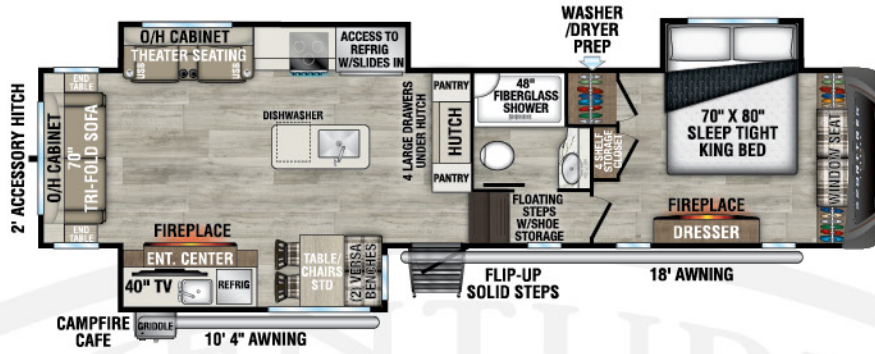 WASHER
/DRYER
PREP
O/H CABINET
THEATER SEATING
USB
USB
ACCESS TO
REFRIG
W/SLIDES IN
2' ACCESSORY HITCH
O/H CABINET
END
TABLE
70"
TRI-FOLD SOFA
END
TABLE
DISHWASHER
4 LARGE DRAWERS
UNDER HUTCH
PANTRY
HUTCH
PANTRY
48"
FIBERGLASS
SHOWER
4 SHELF
STORAGE
CLOSET
70" X 80"
SLEEP TIGHT
KING BED
WINDOW SEAT
FIREPLACE
DRESSER
FLOATING
STEPS
W/SHOE
STORAGE
FIREPLACE
ENT. CENTER
40" TV
REFRIG
TABLE/
CHAIRS
STD
(2) VERSA
BENCHES
FLIP-UP
SOLID STEPS
18' AWNING
CAMPFIRE
CAFE
GRIDDLE
10' 4" AWNING